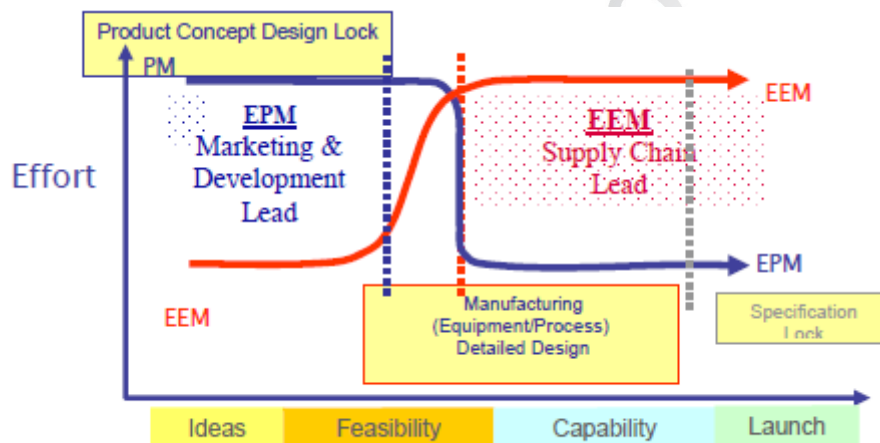 Product Concept Design Lock
PM
EPM
Marketing &
Development
Lead
EEM
Supply Chain
Lead
EEM
Effort
EPM
EEM
Manufacturing
(Equipment/Process)
Detailed Design
Specification
Lock
Ideas
Feasibility
Capability
Launch